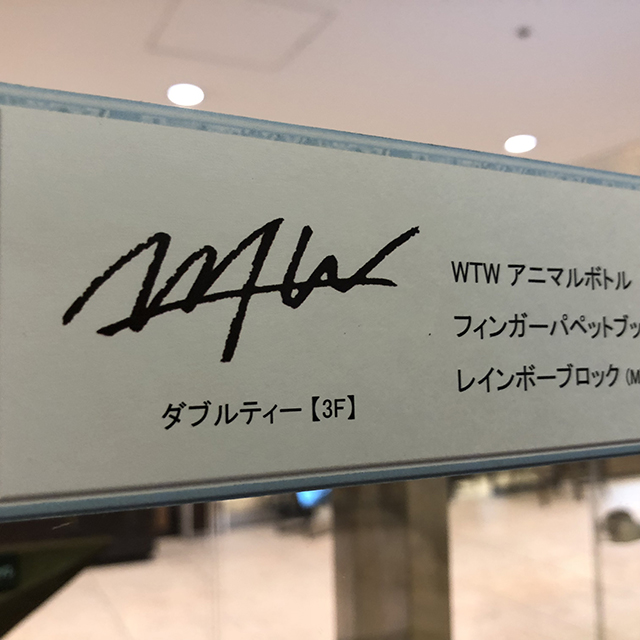 WTW
ダブルティー【3F】
WTW アニマルボトル
フィンガーパペットブッ
レインボーブロック (M